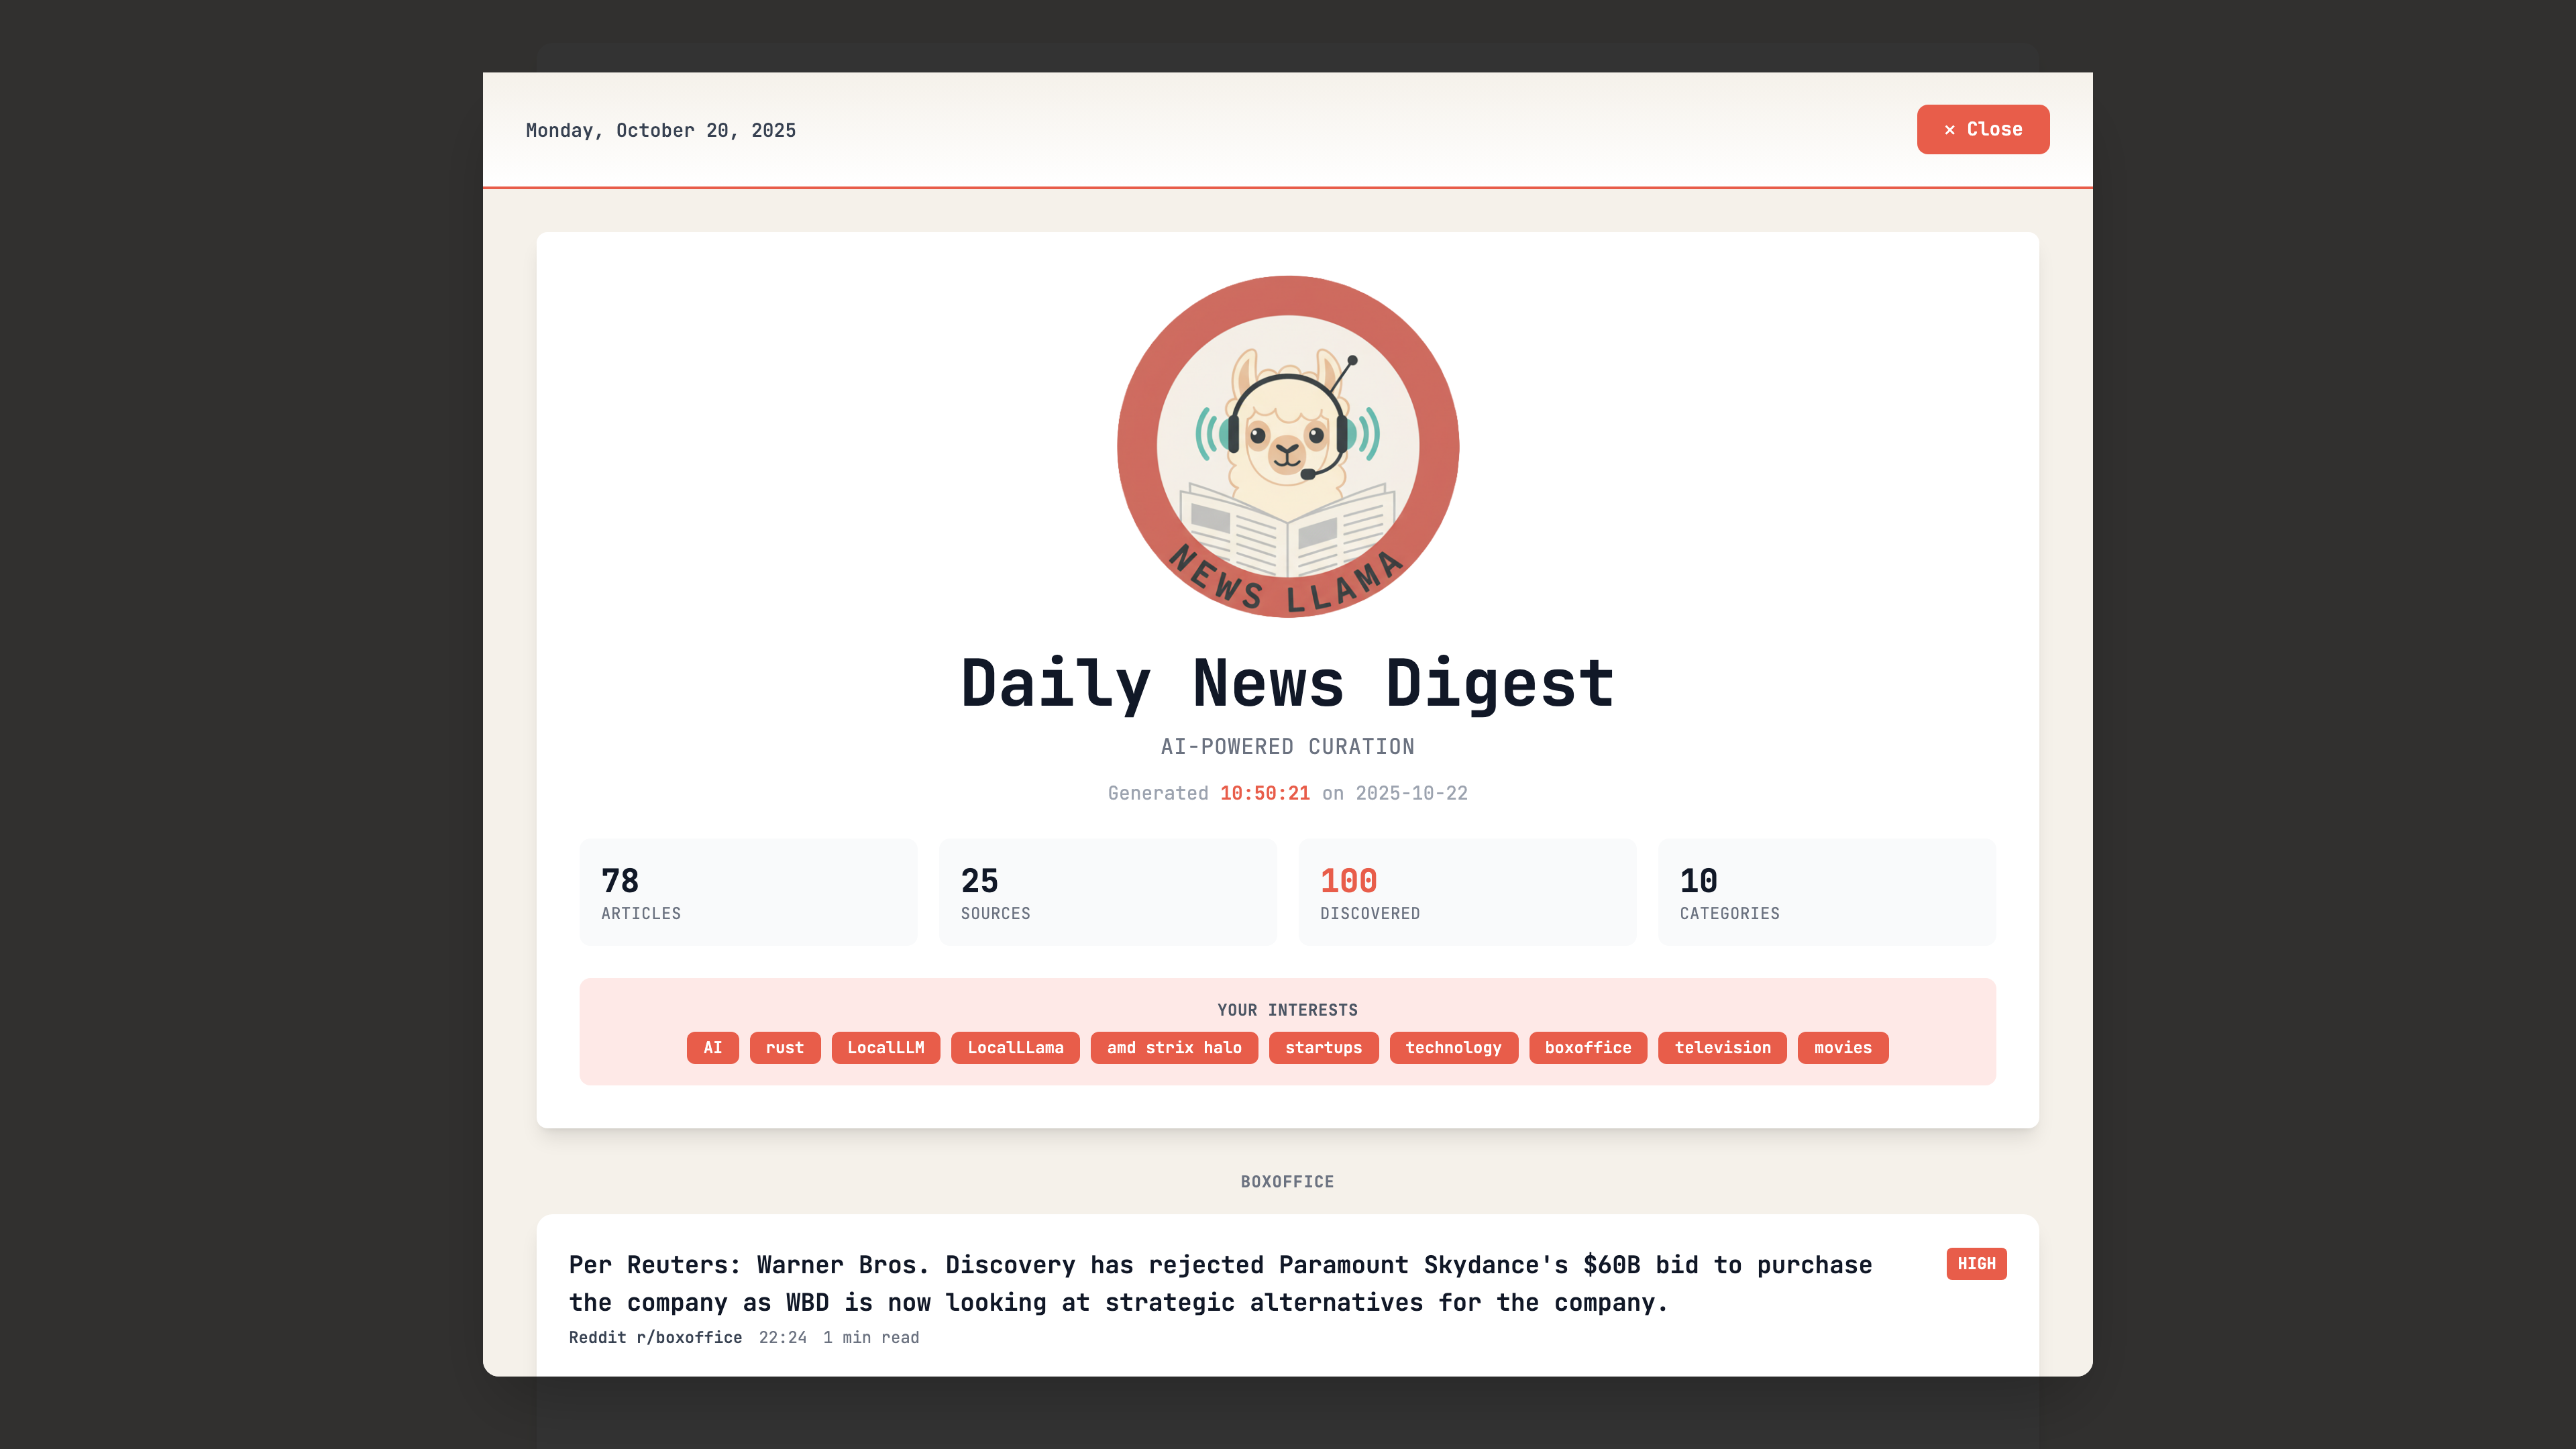 Monday, October 20, 2025
× Close
NEWS LLAMA
Daily News Digest
AI-POWERED CURATION
Generated 10:50:21 on 2025-10-22
78
ARTICLES
25
SOURCES
100
DISCOVERED
10
CATEGORIES
YOUR INTERESTS
AI rust LocalLLM LocalLLama amd strix halo startups technology boxoffice television movies
BOXOFFICE
Per Reuters: Warner Bros. Discovery has rejected Paramount Skydance's $60B bid to purchase
the company as WBD is now looking at strategic alternatives for the company.
HIGH
Reddit r/boxoffice 22:24 1 min read